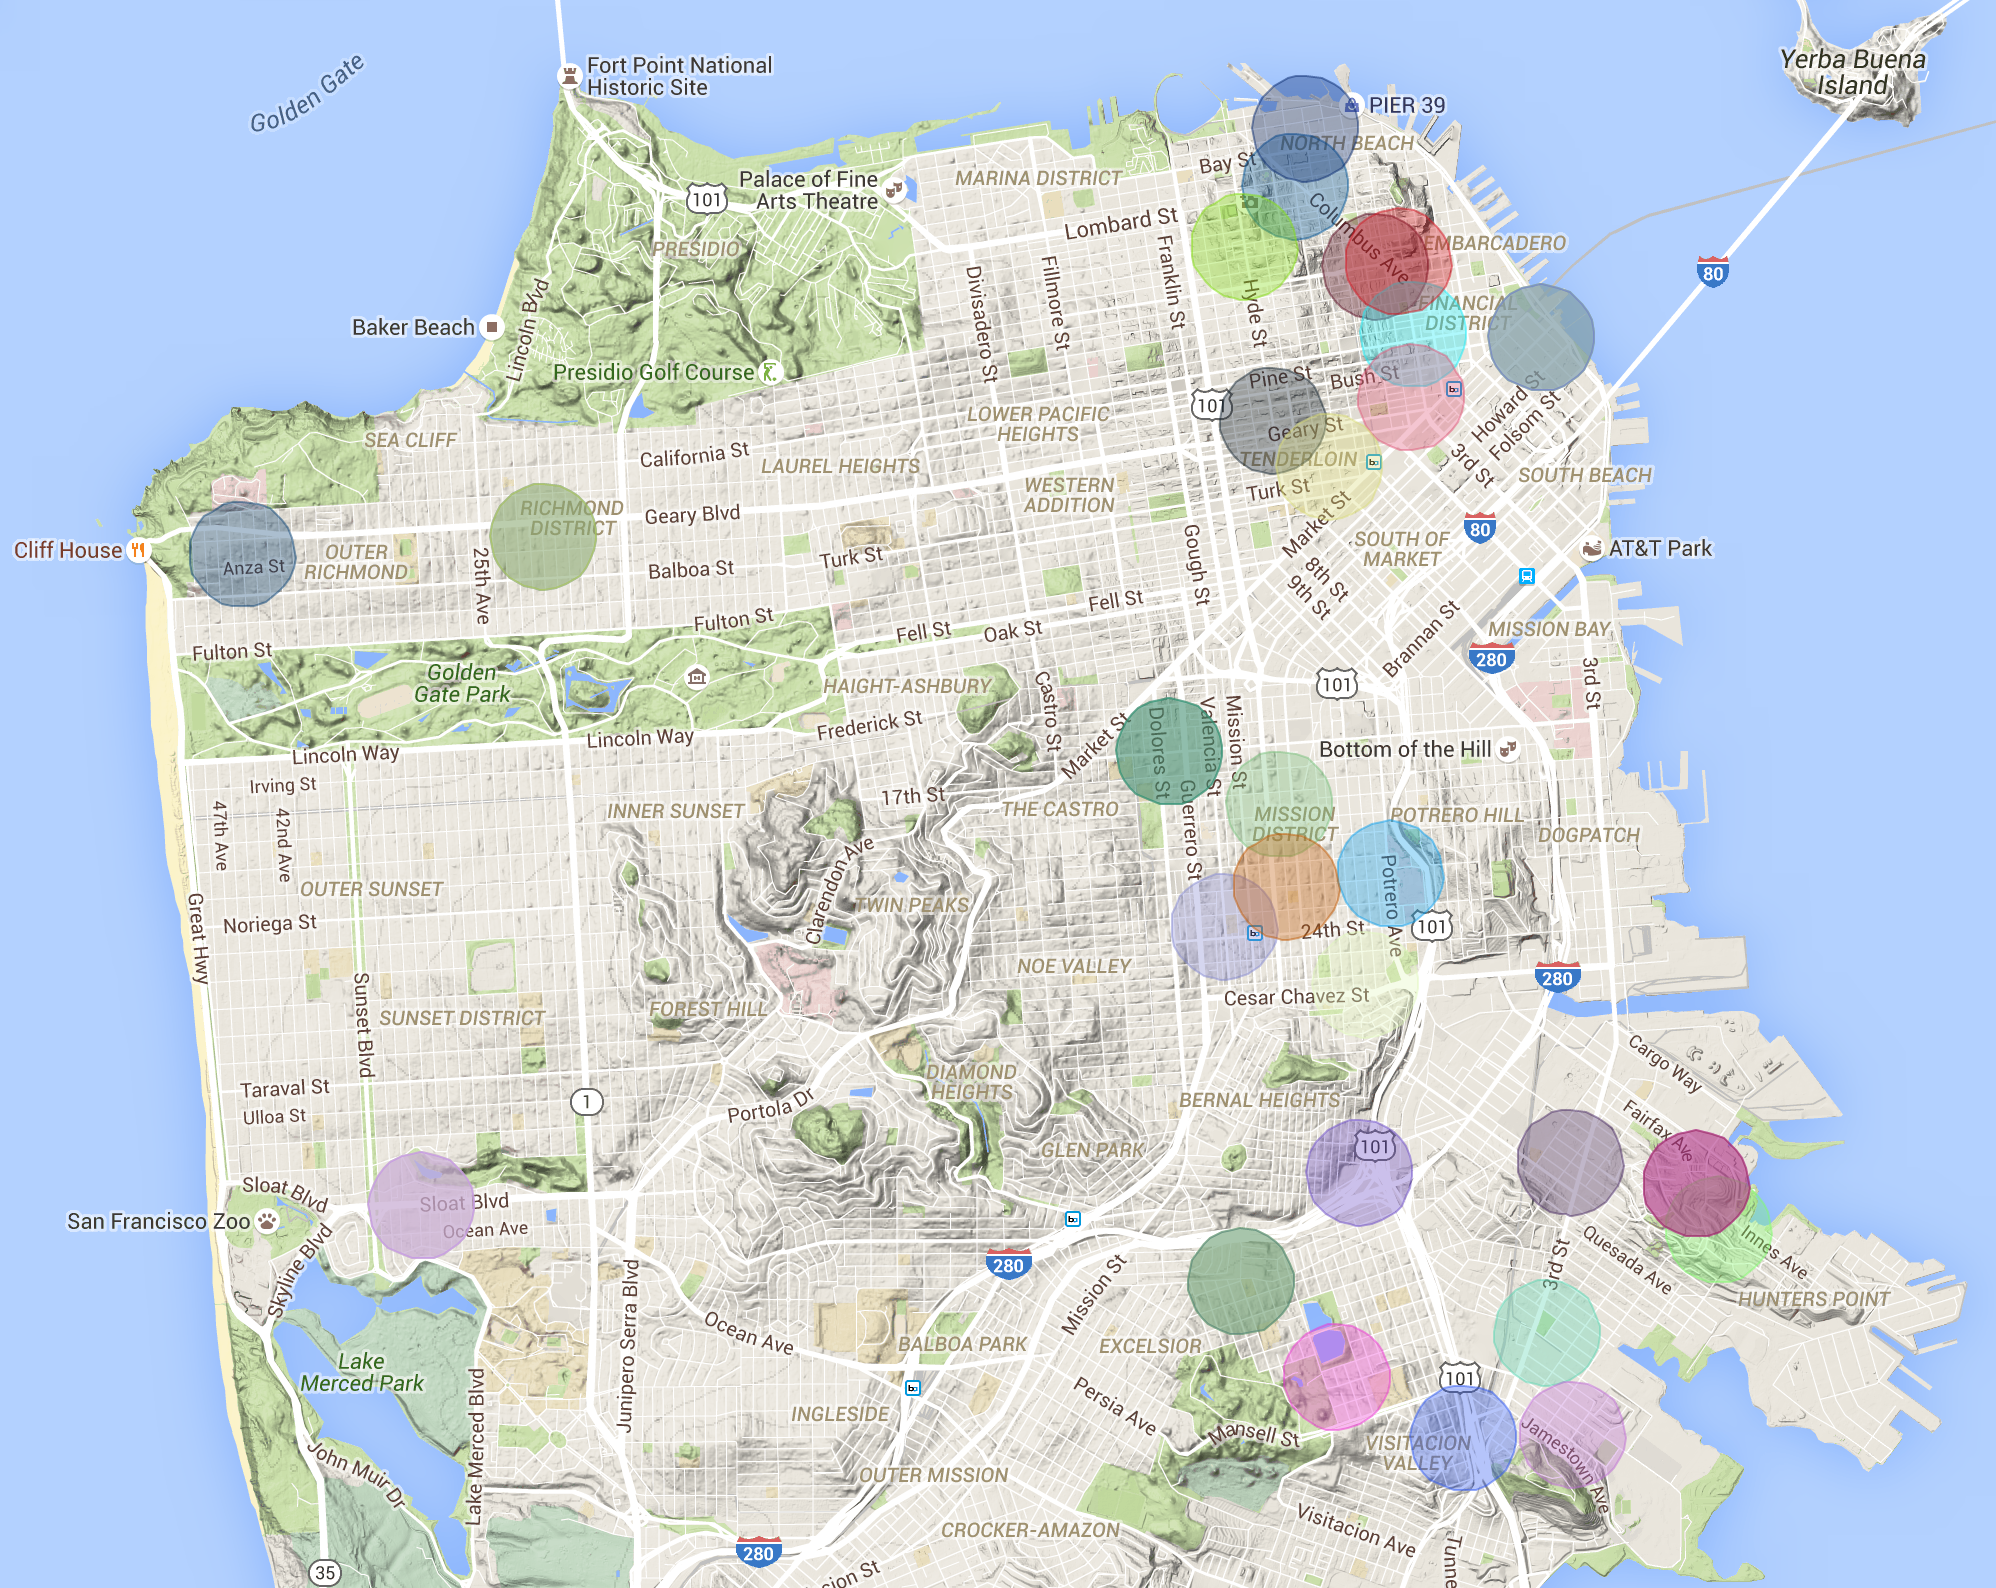 Golden Gate
Fort Point National
Historic Site
Yerba Buena
Island
PIER 39
NORTH BEACH
Bay St
Palace of Fine
Arts Theatre
MARINA DISTRICT
101
Lombard St
Columbus Ave
EMBARCADERO
PRESIDIO
Franklin St
80
Baker Beach
Lincoln Blvd
Divisadero St
Fillmore St
Hyde St
FINANCIAL
DISTRICT
Presidio Golf Course
Pine St
Bush St
101
Howard St
Folsom St
SEA CLIFF
LOWER PACIFIC
HEIGHTS
Geary St
California St
LAUREL HEIGHTS
TENDERLOIN
3rd St
SOUTH BEACH
WESTERN
ADDITION
Turk St
Market St
RICHMOND
DISTRICT
Geary Blvd
80
Cliff House
OUTER
RICHMOND
Anza St
25th Ave
Balboa St
Turk St
Gough St
SOUTH OF
MARKET
AT&T Park
8th St
9th St
Fell St
Fulton St
Fell St
Oak St
Brannan St
MISSION BAY
Fulton St
280
Golden
Gate Park
HAIGHT-ASHBURY
Castro St
101
3rd St
Frederick St
Lincoln Way
Lincoln Way
Market St
Dolores St
Valencia St
Mission St
Bottom of the Hill
Irving St
INNER SUNSET
17th St
THE CASTRO
Guerrero St
MISSION
DISTRICT
POTRERO HILL
DOGPATCH
47th Ave
42nd Ave
Clarendon Ave
OUTER SUNSET
TWIN PEAKS
Potrero Ave
Noriega St
Great Hwy
24th St
101
NOE VALLEY
280
Cesar Chavez St
FOREST HILL
SUNSET DISTRICT
Sunset Blvd
Cargo Way
DIAMOND
HEIGHTS
Taraval St
Ulloa St
1
Portola Dr
BERNAL HEIGHTS
Fairfax Ave
GLEN PARK
101
Sloat Blvd
Sloat Blvd
San Francisco Zoo
Ocean Ave
Skyline Blvd
280
Mission St
3rd St
Quesada Ave
Innes Ave
HUNTERS POINT
Junipero Serra Blvd
Ocean Ave
BALBOA PARK
EXCELSIOR
Lake
Merced Park
101
Persia Ave
INGLESIDE
Mansell St
VISITACION
VALLEY
Jamestown Ave
Lake Merced Blvd
John Muir Dr
OUTER MISSION
CROCKER-AMAZON
Visitacion Ave
Tunne
280
35
sion St